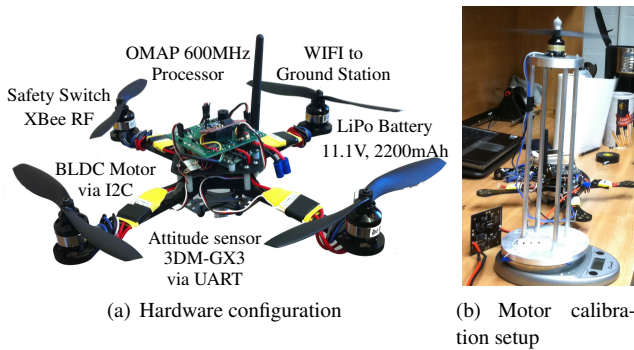 OMAP 600MHz
Processor
WIFI to
Ground Station
Safety Switch
XBee RF
LiPo Battery
11.1V, 2200mAh
BLDC Motor
via I2C
Attitude sensor
3DM-GX3
via UART
(a) Hardware configuration
(b) Motor calibra-
tion setup